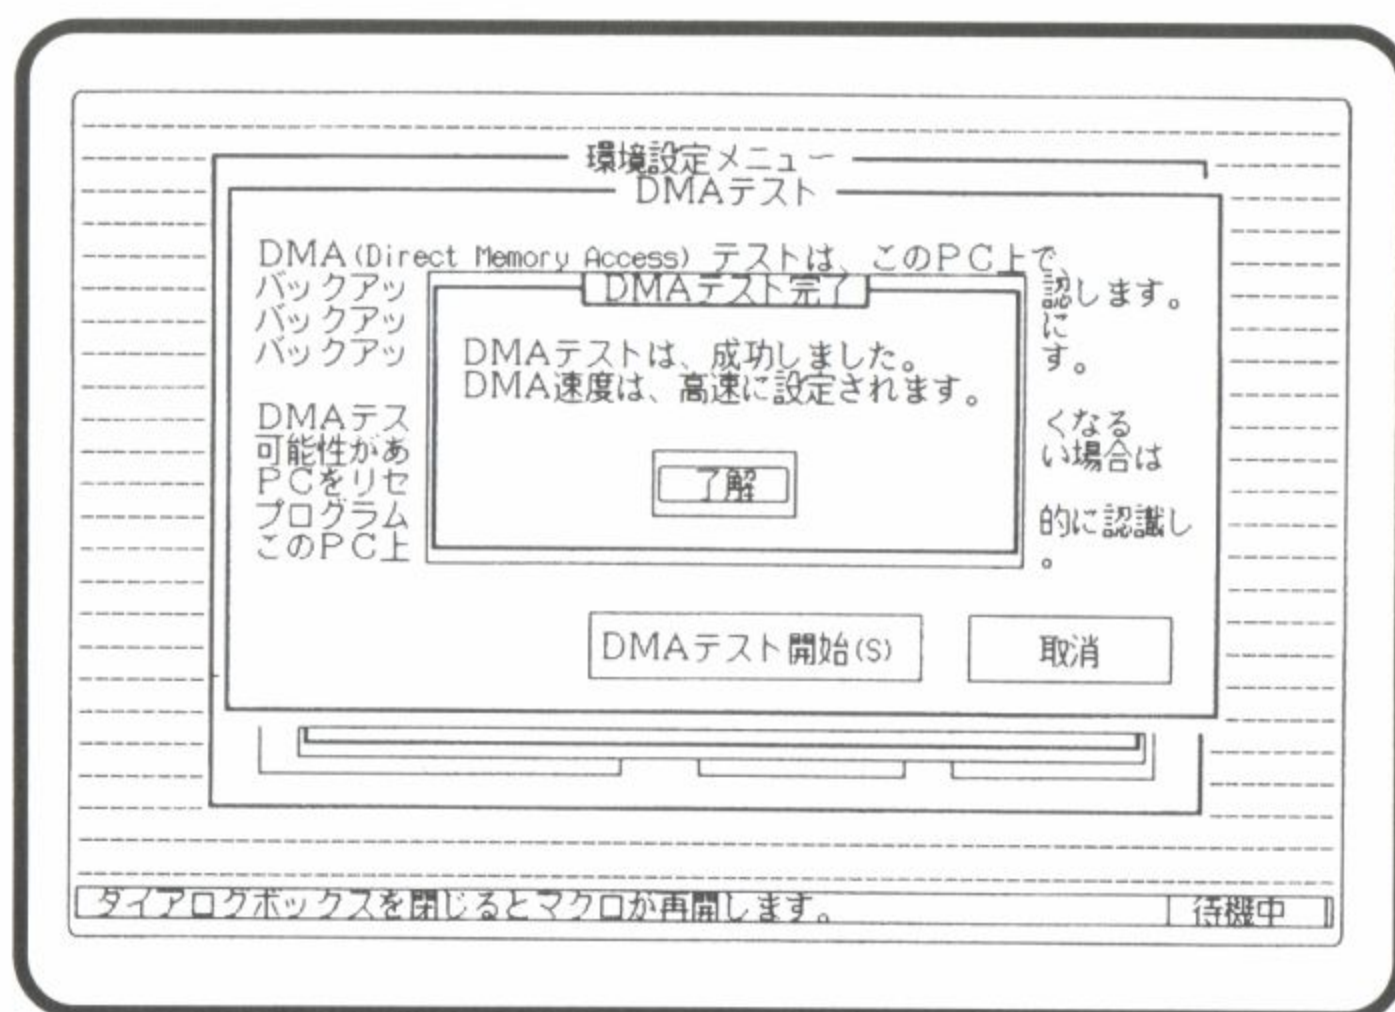 環境設定メニュー
DMAテスト
DMA(Direct Memory Access) テストは、このPC上で、
バックアッ 認します。
バックアッ に
バックアッ す。
DMAテスト完了
DMAテストは、成功しました。
DMA速度は、高速に設定されます。
了解
DMAテス くなる
可能性があ い場合は
PCをリセ
プログラム 的に認識し
このPC上 。
DMAテスト開始(S) 取消
ダイアログボックスを閉じるとマクロが再開します。 待機中